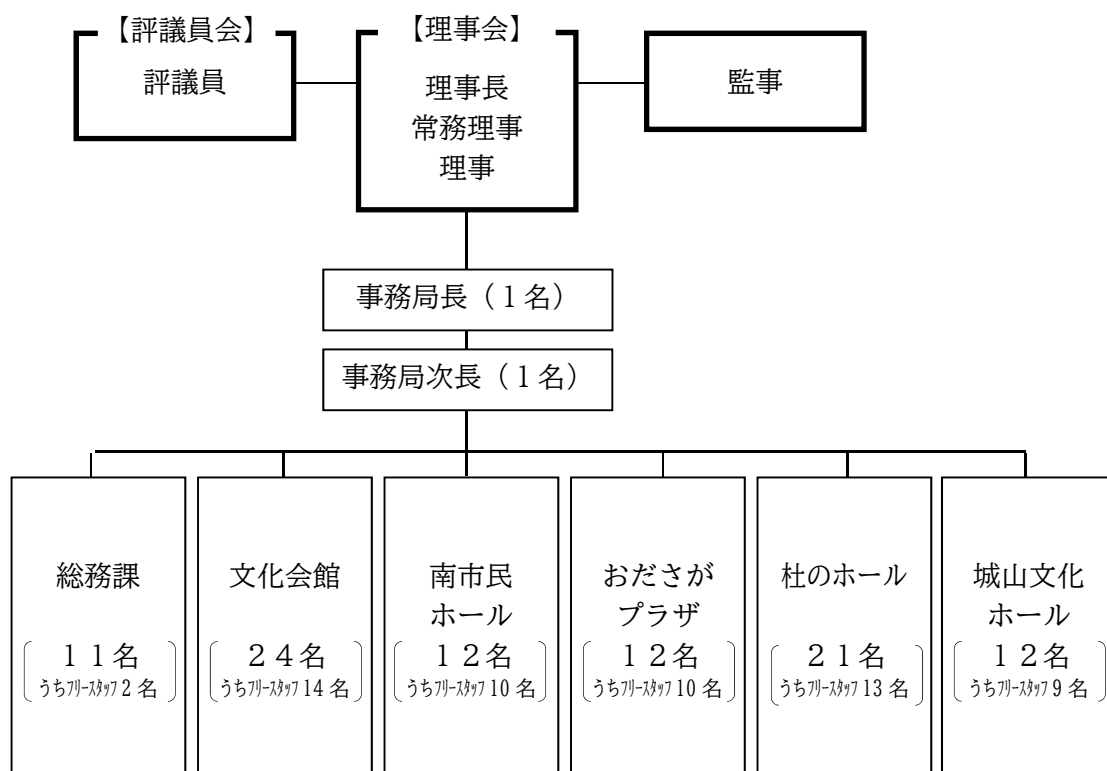 【評議員会】
評議員
【理事会】
理事長
常務理事
理事
監事
事務局長（１名）
事務局次長（１名）
総務課
１１名
うちﾌﾘｰｽﾀｯﾌ2名
文化会館
２４名
うちﾌﾘｰｽﾀｯﾌ14名
南市民
ホール
１２名
うちﾌﾘｰｽﾀｯﾌ10名
おださが
プラザ
１２名
うちﾌﾘｰｽﾀｯﾌ10名
杜のホール
２１名
うちﾌﾘｰｽﾀｯﾌ13名
城山文化
ホール
１２名
うちﾌﾘｰｽﾀｯﾌ9名